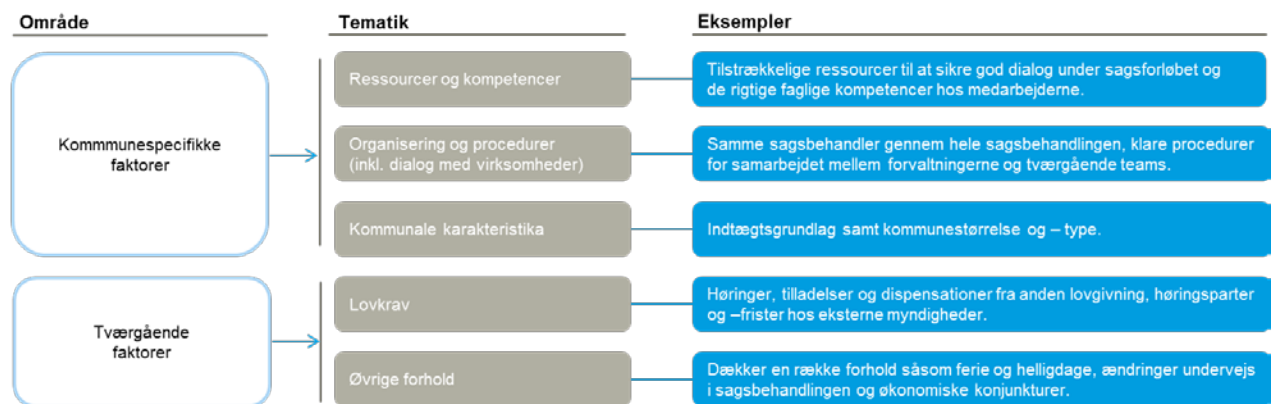 Område
Tematik
Eksempler
Kommmunespecifikke
faktorer
Ressourcer og kompetencer
Tilstrækkelige ressourcer til at sikre god dialog under sagsforløbet og
de rigtige faglige kompetencer hos medarbejderne.
Organisering og procedurer
(inkl. dialog med virksomheder)
Samme sagsbehandler gennem hele sagsbehandlingen, klare procedurer
for samarbejdet mellem forvaltningerne og tværgående teams.
Kommunale karakteristika
Indtægtsgrundlag samt kommunestørrelse og – type.
Tværgående
faktorer
Lovkrav
Høringer, tilladelser og dispensationer fra anden lovgivning, høringsparter
og –frister hos eksterne myndigheder.
Øvrige forhold
Dækker en række forhold såsom ferie og helligdage, ændringer undervejs
i sagsbehandlingen og økonomiske konjunkturer.